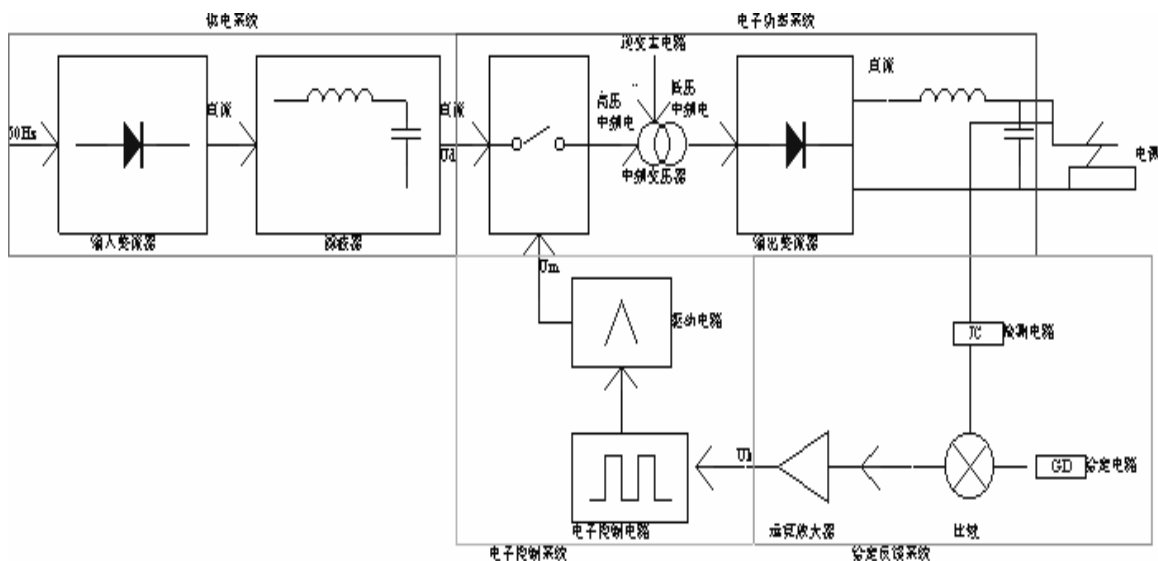 供电系统
电子功率系统
逆变主电路
直流
直流
直流
高压
中频电
低压
中频电
50Hz
Ud
电源
中频变压器
输入整流器
滤波器
输出整流器
Um
驱动电路
JC
检测电路
Uk
GD
给定电路
电子控制电路
运算放大器
比较
电子控制系统
给定反馈系统